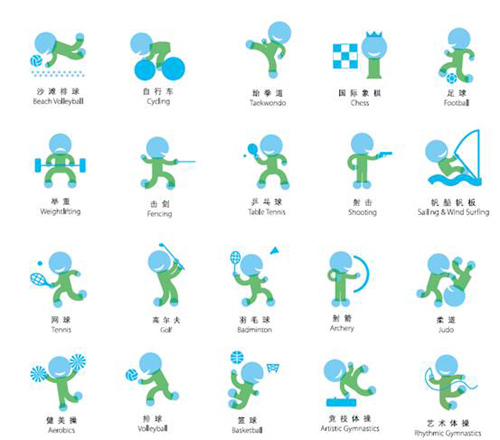 沙滩排球
Beach Volleyball
自行车
Cycling
跆拳道
Taekwondo
国际象棋
Chess
足球
Football
举重
Weightlifting
击剑
Fencing
乒乓球
Table Tennis
射击
Shooting
帆船帆板
Sailing & Wind Surfing
网球
Tennis
高尔夫
Golf
羽毛球
Badminton
射箭
Archery
柔道
Judo
健美操
Aerobics
排球
Volleyball
篮球
Basketball
竞技体操
Artistic Gymnastics
艺术体操
Rhythmic Gymnastics